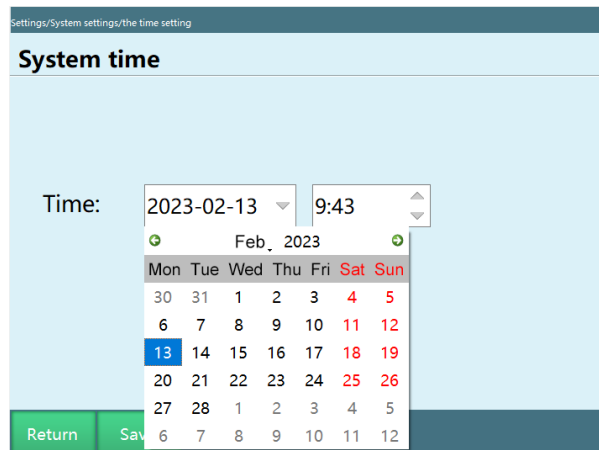 Settings/System settings/the time setting
System time
Time: 2023-02-13 9:43
Feb, 2023
Mon Tue Wed Thu Fri Sat Sun
30 31 1 2 3 4 5
6 7 8 9 10 11 12
13 14 15 16 17 18 19
20 21 22 23 24 25 26
27 28 1 2 3 4 5
6 7 8 9 10 11 12
Return Sav